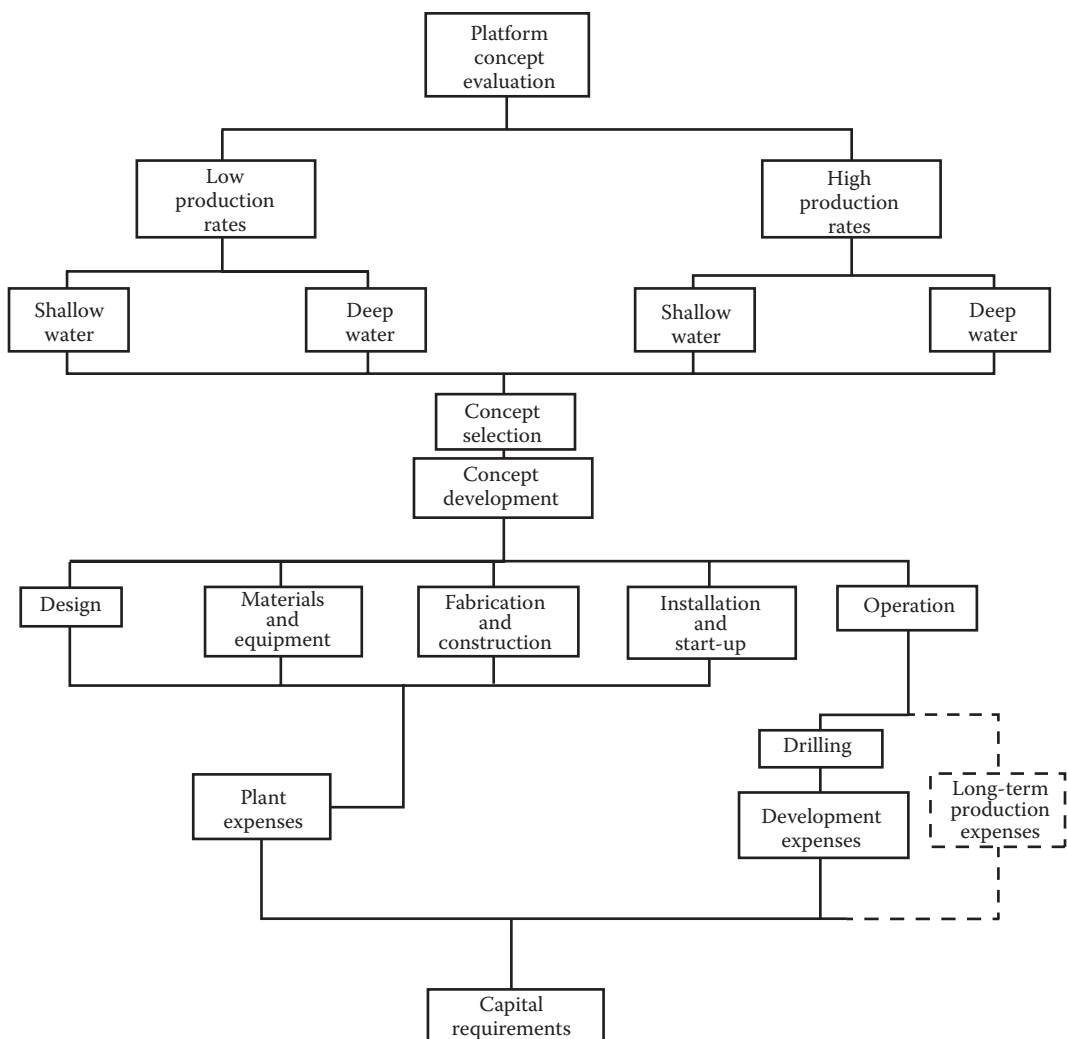 Platform
concept
evaluation
Low
production
rates
High
production
rates
Shallow
water
Deep
water
Shallow
water
Deep
water
Concept
selection
Concept
development
Design
Materials
and
equipment
Fabrication
and
construction
Installation
and
start-up
Operation
Drilling
Long-term
production
expenses
Plant
expenses
Development
expenses
Capital
requirements